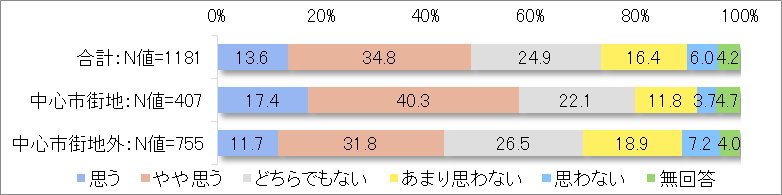 0% 20% 40% 60% 80% 100%
合計:N値=1181 13.6 34.8 24.9 16.4 6.0 4.2
中心市街地:N値=407 17.4 40.3 22.1 11.8 3.7 4.7
中心市街地外:N値=755 11.7 31.8 26.5 18.9 7.2 4.0
思う やや思う どちらでもない あまり思わない 思わない 無回答